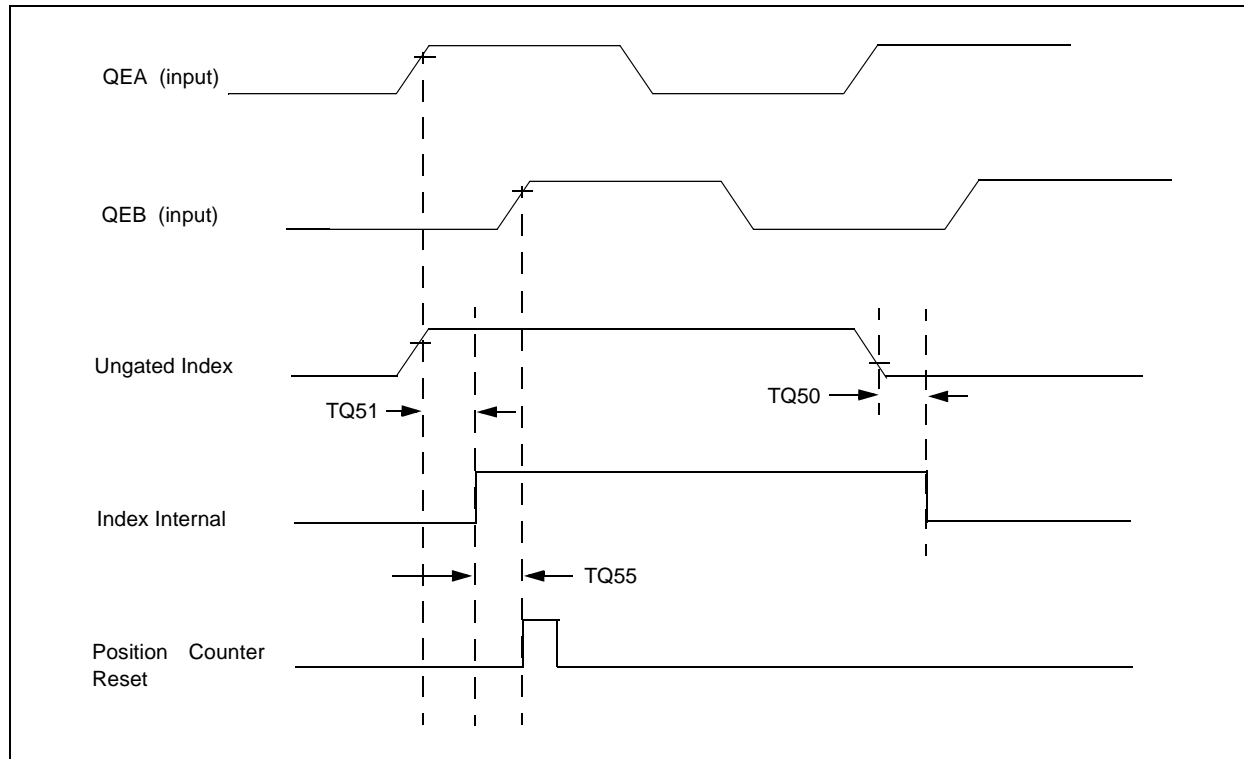 QEA (input)
QEB (input)
Ungated Index
TQ51
TQ50
Index Internal
TQ55
Position Counter
Reset